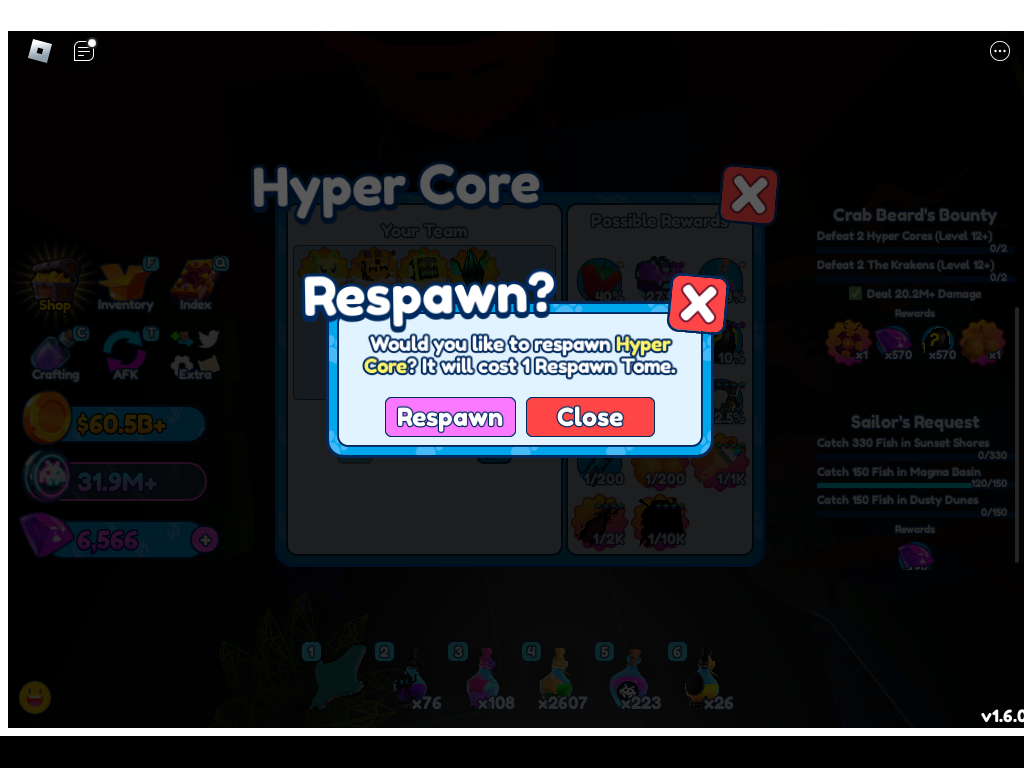 Hyper Core
Your Team
Possible Rewards
40%
10%
1/200
1/200
1/1K
1/2K
1/10K
Respawn?
Would you like to respawn Hyper
Core? It will cost 1 Respawn Tome.
Respawn
Close
Shop
F
Inventory
Q
Index
C
Crafting
T
AFK
Extra
$60.5B+
31.9M+
6,566
Crab Beard's Bounty
Defeat 2 Hyper Cores (Level 12+)
0/2
Defeat 2 The Krakens (Level 12+)
0/2
✅ Deal 20.2M+ Damage
Rewards
x1
x570
x570
x1
Sailor's Request
Catch 330 Fish in Sunset Shores
0/330
Catch 150 Fish in Magma Basin
120/150
Catch 150 Fish in Dusty Dunes
0/150
Rewards
1
2
3
4
5
6
x76
x108
x2607
x223
x26
v1.6.0